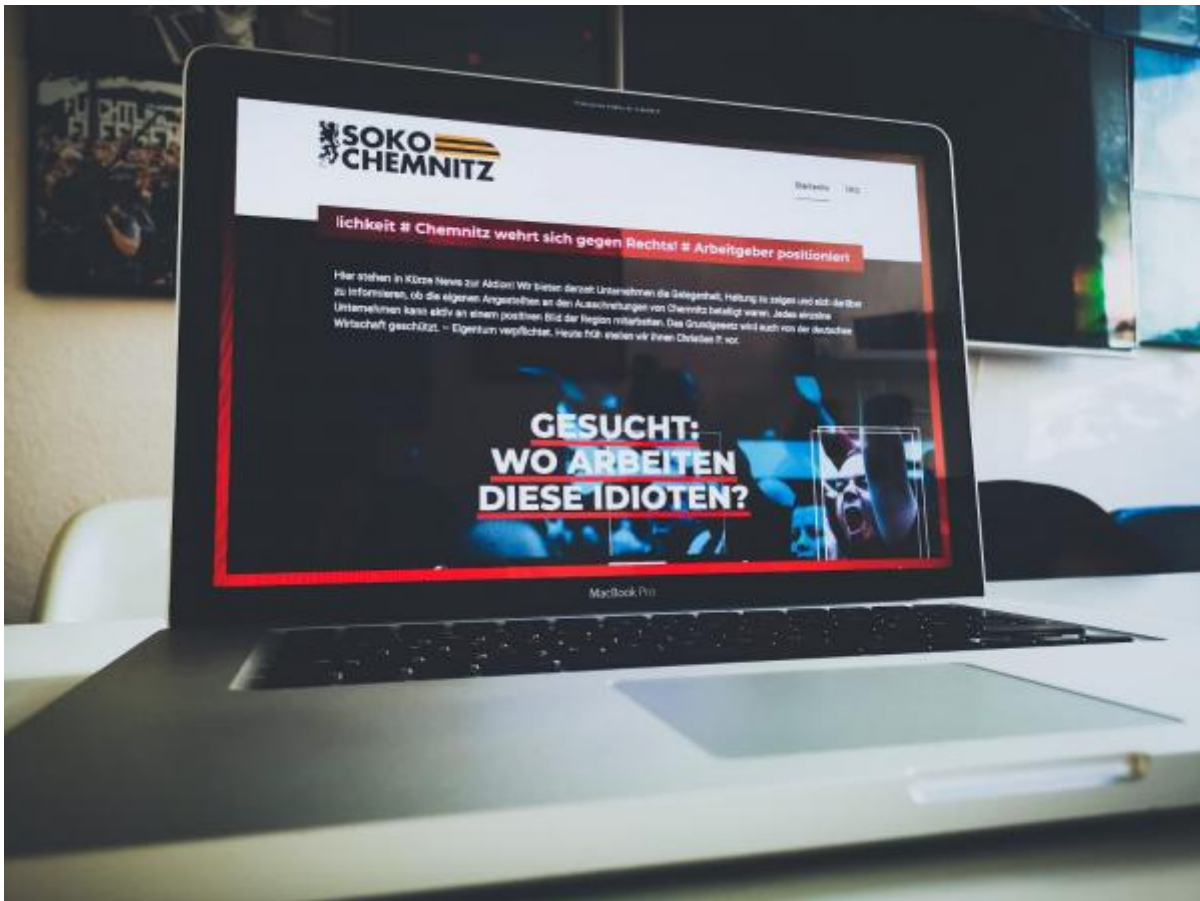 SOKO
CHEMNITZ
Startseite FAQ
lichkeit # Chemnitz wehrt sich gegen Rechts! # Arbeitgeber positioniert
Hier stehen in Kürze News zur Aktion! Wir bieten derzeit Unternehmen die Gelegenheit, Haltung zu zeigen und sich darüber
zu informieren, ob die eigenen Angestellten an den Ausschreitungen von Chemnitz beteiligt waren. Jedes einzelne
Unternehmen kann aktiv an einem positiven Bild der Region mitarbeiten. Das Grundgesetz wird auch von der deutschen
Wirtschaft geschützt. – Eigentum verpflichtet. Heute früh stellen wir Ihnen Christian P. vor.
GESUCHT:
WO ARBEITEN
DIESE IDIOTEN?
MacBook Pro